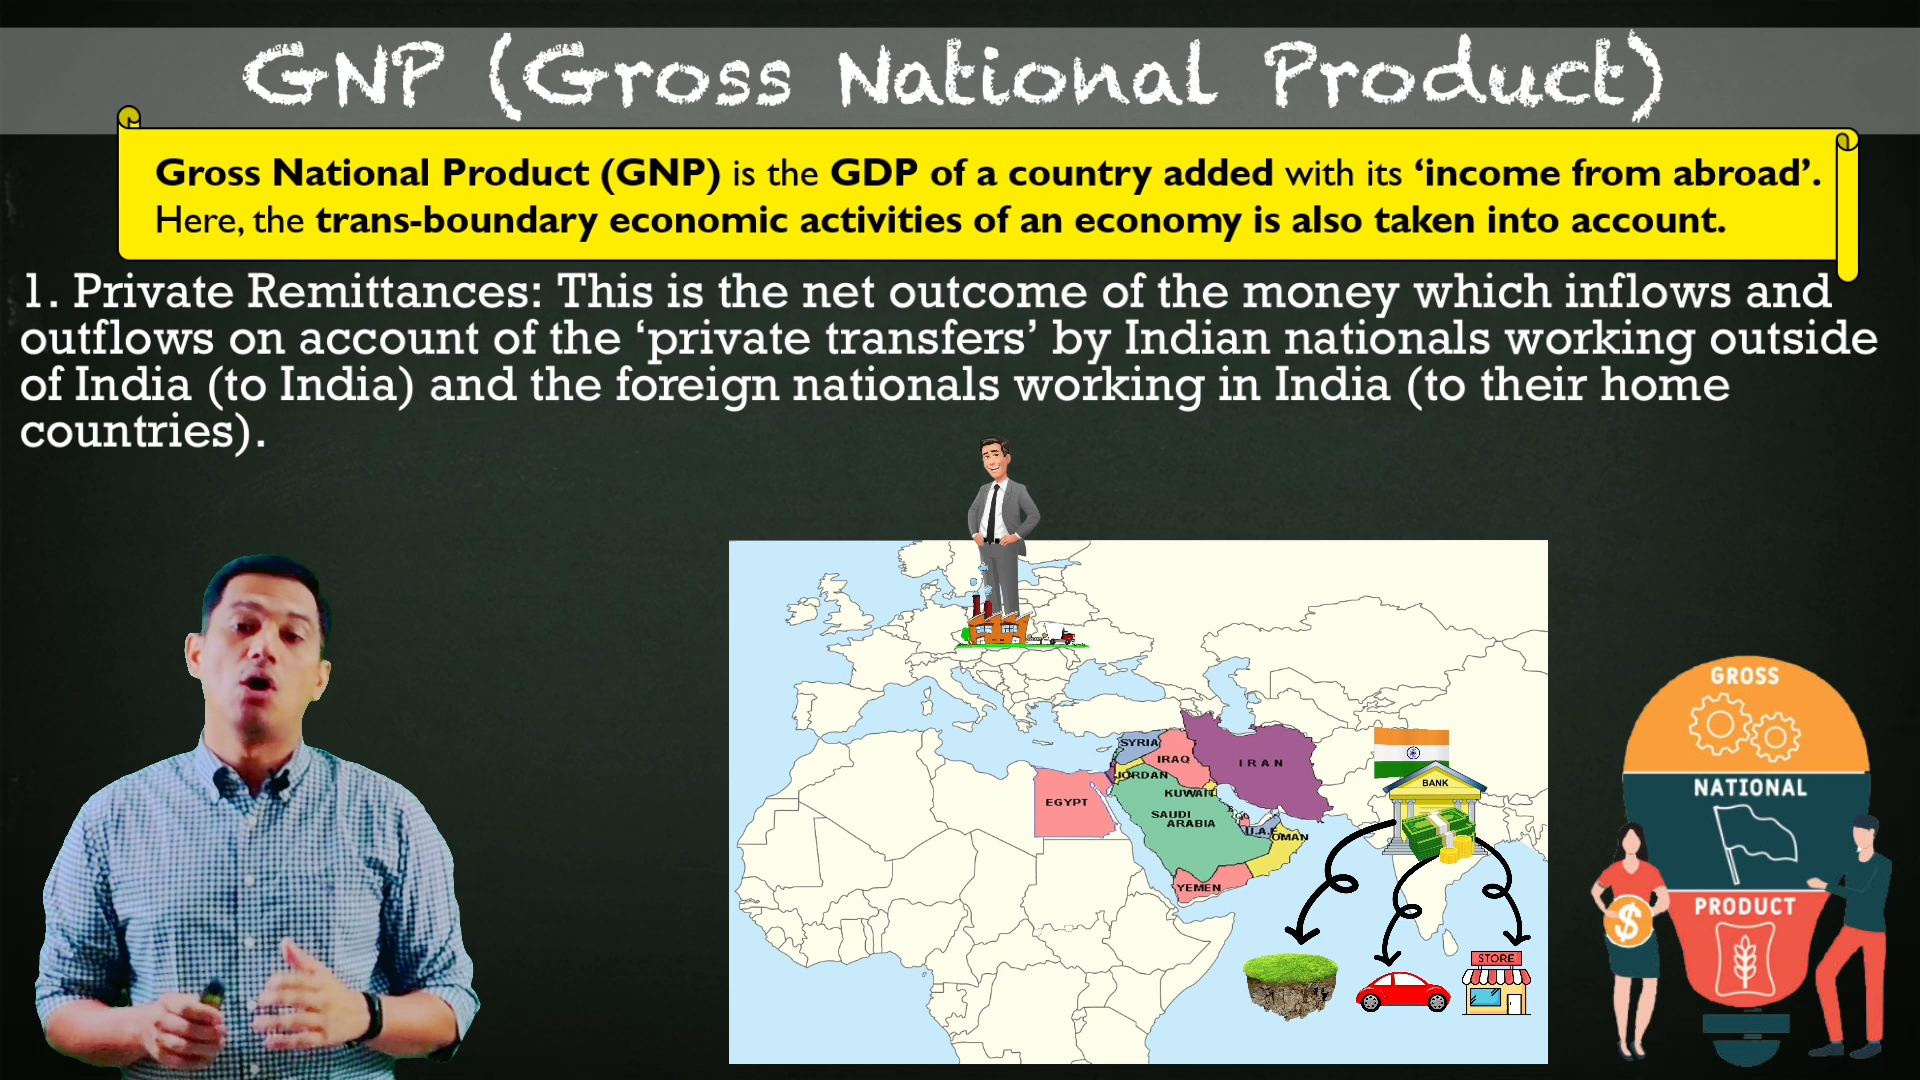 GNP (Gross National Product)
Gross National Product (GNP) is the GDP of a country added with its ‘income from abroad’.
Here, the trans-boundary economic activities of an economy is also taken into account.
1. Private Remittances: This is the net outcome of the money which inflows and
outflows on account of the ‘private transfers’ by Indian nationals working outside
of India (to India) and the foreign nationals working in India (to their home
countries).
SYRIA
IRAQ
IRAN
JORDAN
KUWAIT
EGYPT
SAUDI
ARABIA
U.A.E
OMAN
YEMEN
BANK
STORE
GROSS
NATIONAL
$
PRODUCT